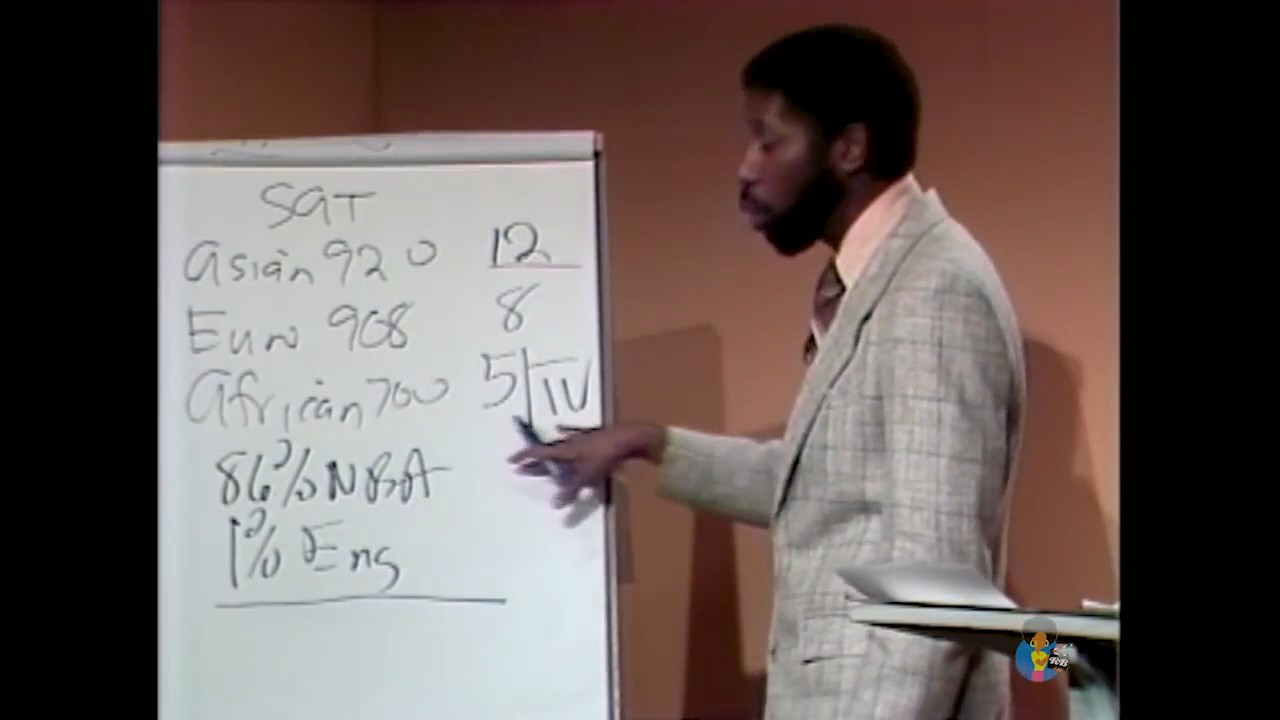 SAT
Asian 920 12
Euro 908 8
African 700 5/TV
86% NBA
1% Eng